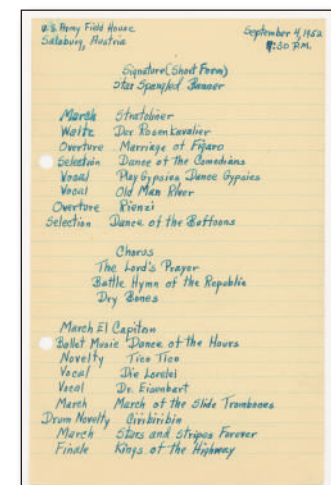 U.S. Army Field House September 4, 1952
Salzburg, Austria 8:30 P.M.
Signature (Short Form)
Star Spangled Banner
March Stratoliner
Waltz Der Rosenkavalier
Overture Marriage of Figaro
Selection Dance of the Comedians
Vocal Play Gypsies Dance Gypsies
Vocal Old Man River
Overture Rienzi
Selection Dance of the Buffoons
Chorus
The Lord's Prayer
Battle Hymn of the Republic
Dry Bones
March El Capitan
Ballet Music Dance of the Hours
Novelty Tico Tico
Vocal Die Lorelei
Vocal Dr. Eisenbart
March March of the Slide Trombones
Drum Novelty Ciribiribin
March Stars and Stripes Forever
Finale Kings of the Highway